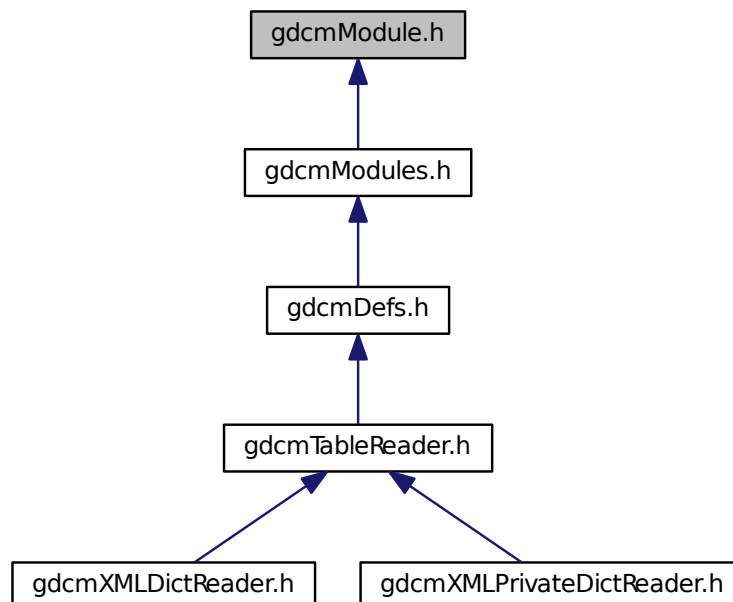 gdcmModule.h
gdcmModules.h
gdcmDefs.h
gdcmTableReader.h
gdcmXMLDictReader.h
gdcmXMLPrivateDictReader.h